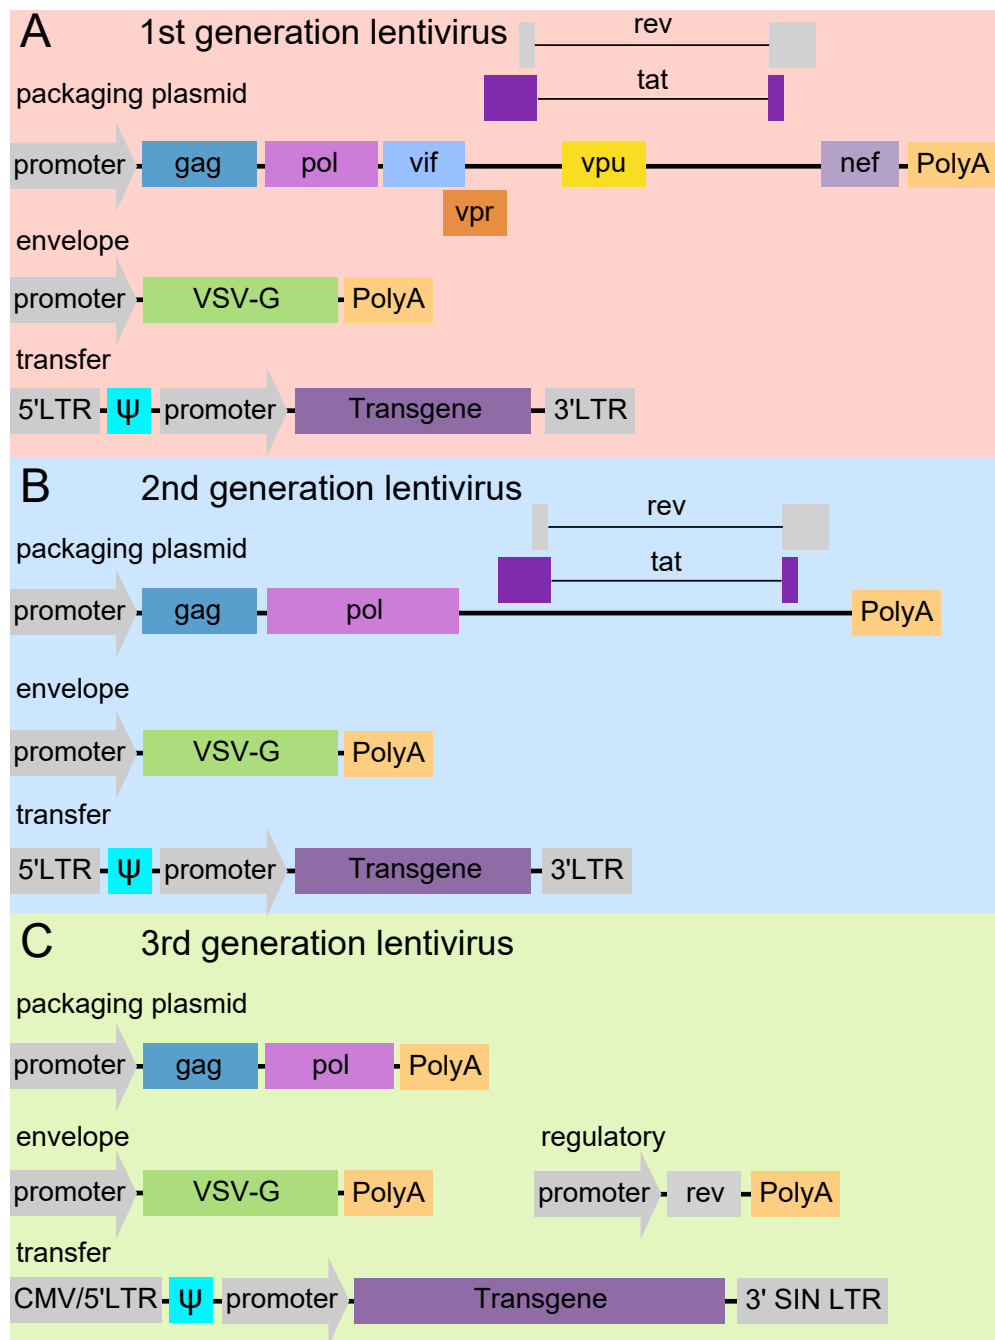 A 1st generation lentivirus
rev
tat
packaging plasmid
promoter gag pol vif vpu nef PolyA
vpr
envelope
promoter VSV-G PolyA
transfer
5'LTR Ψ promoter Transgene 3'LTR
B 2nd generation lentivirus
rev
packaging plasmid
tat
promoter gag pol PolyA
envelope
promoter VSV-G PolyA
transfer
5'LTR Ψ promoter Transgene 3'LTR
C 3rd generation lentivirus
packaging plasmid
promoter gag pol PolyA
envelope regulatory
promoter VSV-G PolyA promoter rev PolyA
transfer
CMV/5'LTR Ψ promoter Transgene 3' SIN LTR